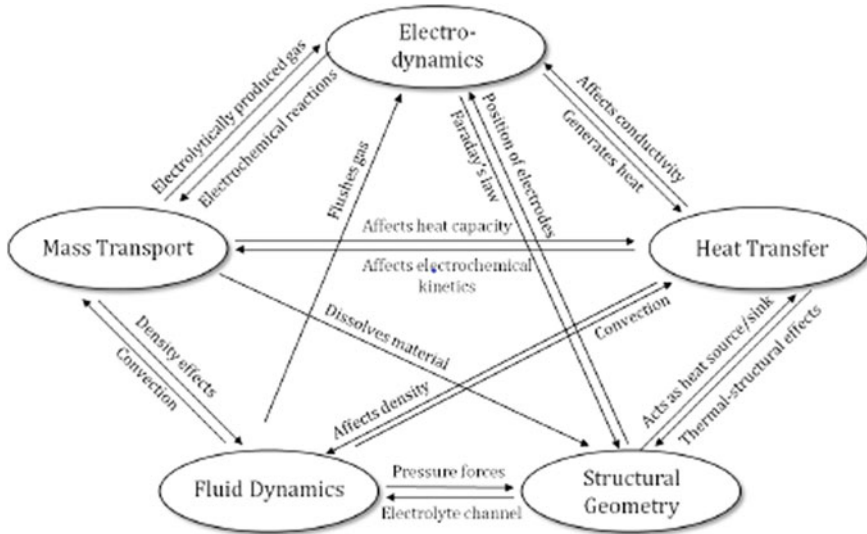 Electro-
dynamics
Electrolytically produced gas
Electrochemical reactions
Flushes gas
Faraday's law
Position of electrodes
Affects conductivity
Generates heat
Mass Transport
Affects heat capacity
Affects electrochemical
kinetics
Heat Transfer
Density effects
Convection
Dissolves material
Affects density
Convection
Acts as heat source/sink
Thermal-structural effects
Fluid Dynamics
Pressure forces
Electrolyte channel
Structural
Geometry